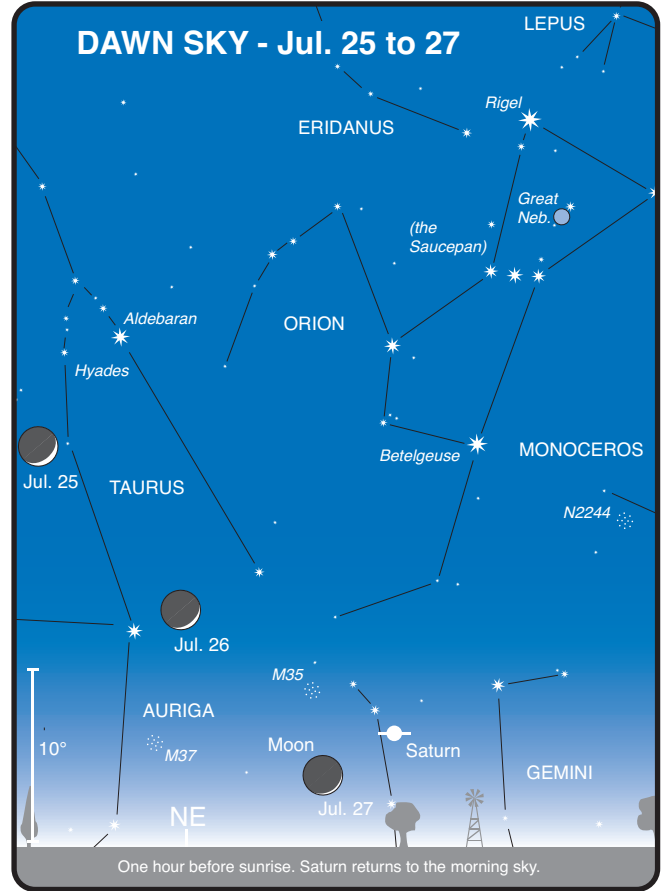 LEPUS
DAWN SKY - Jul. 25 to 27
Rigel
ERIDANUS
Great
Neb.
(the
Saucepan)
Aldebaran
ORION
Hyades
Betelgeuse
MONOCEROS
Jul. 25
TAURUS
N2244
Jul. 26
M35
AURIGA
10°
M37
Moon
Saturn
GEMINI
Jul. 27
NE
One hour before sunrise. Saturn returns to the morning sky.